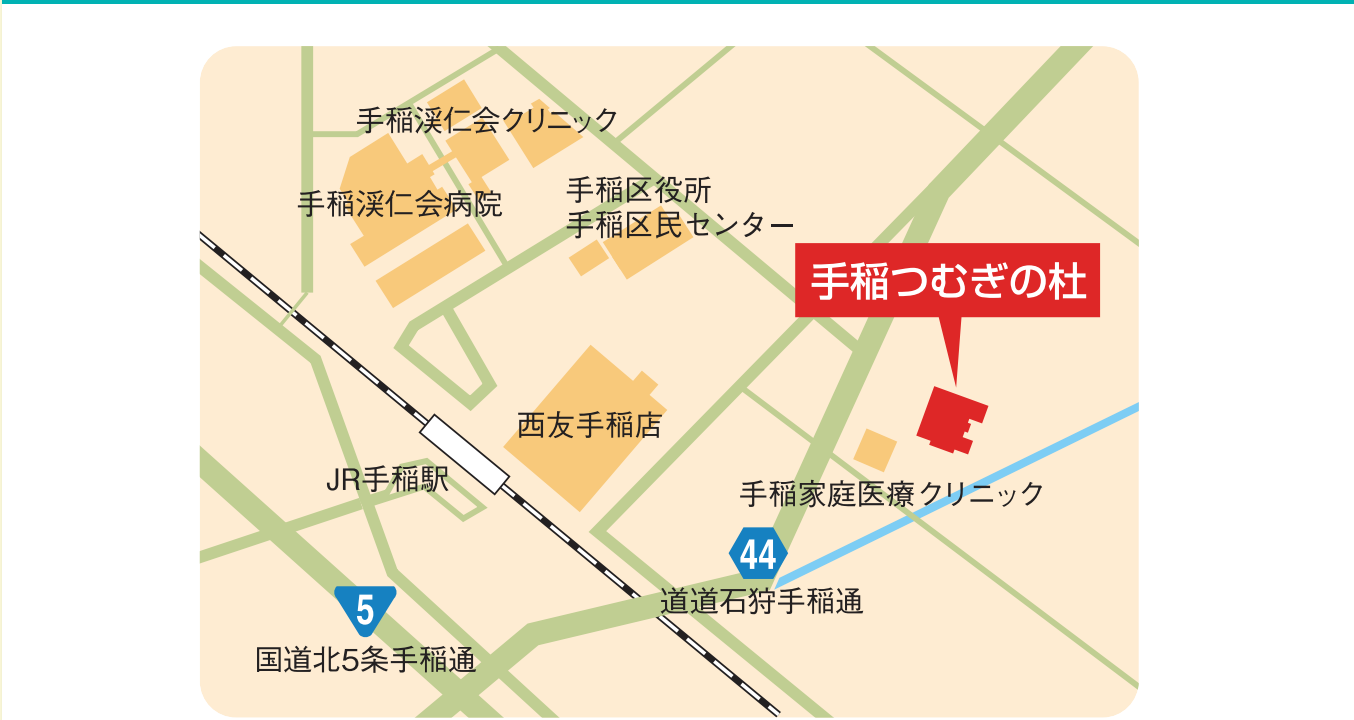 手稲渓仁会クリニック
手稲渓仁会病院
手稲区役所
手稲区民センター
手稲つむぎの杜
西友手稲店
JR手稲駅
手稲家庭医療クリニック
44
道道石狩手稲通
5
国道北5条手稲通